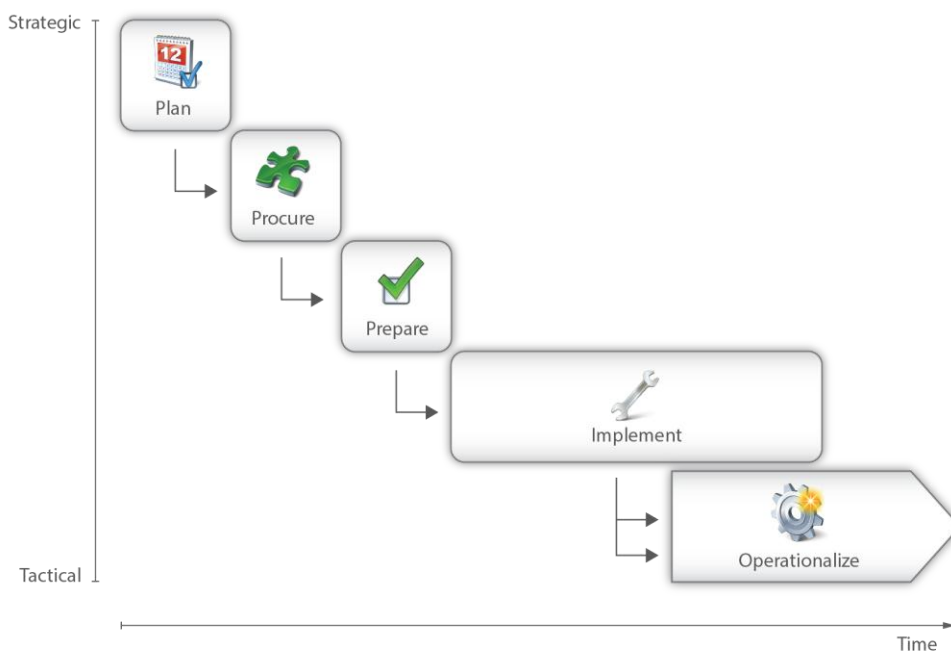 Strategic
12
Plan
Procure
Prepare
Implement
Operationalize
Tactical
Time